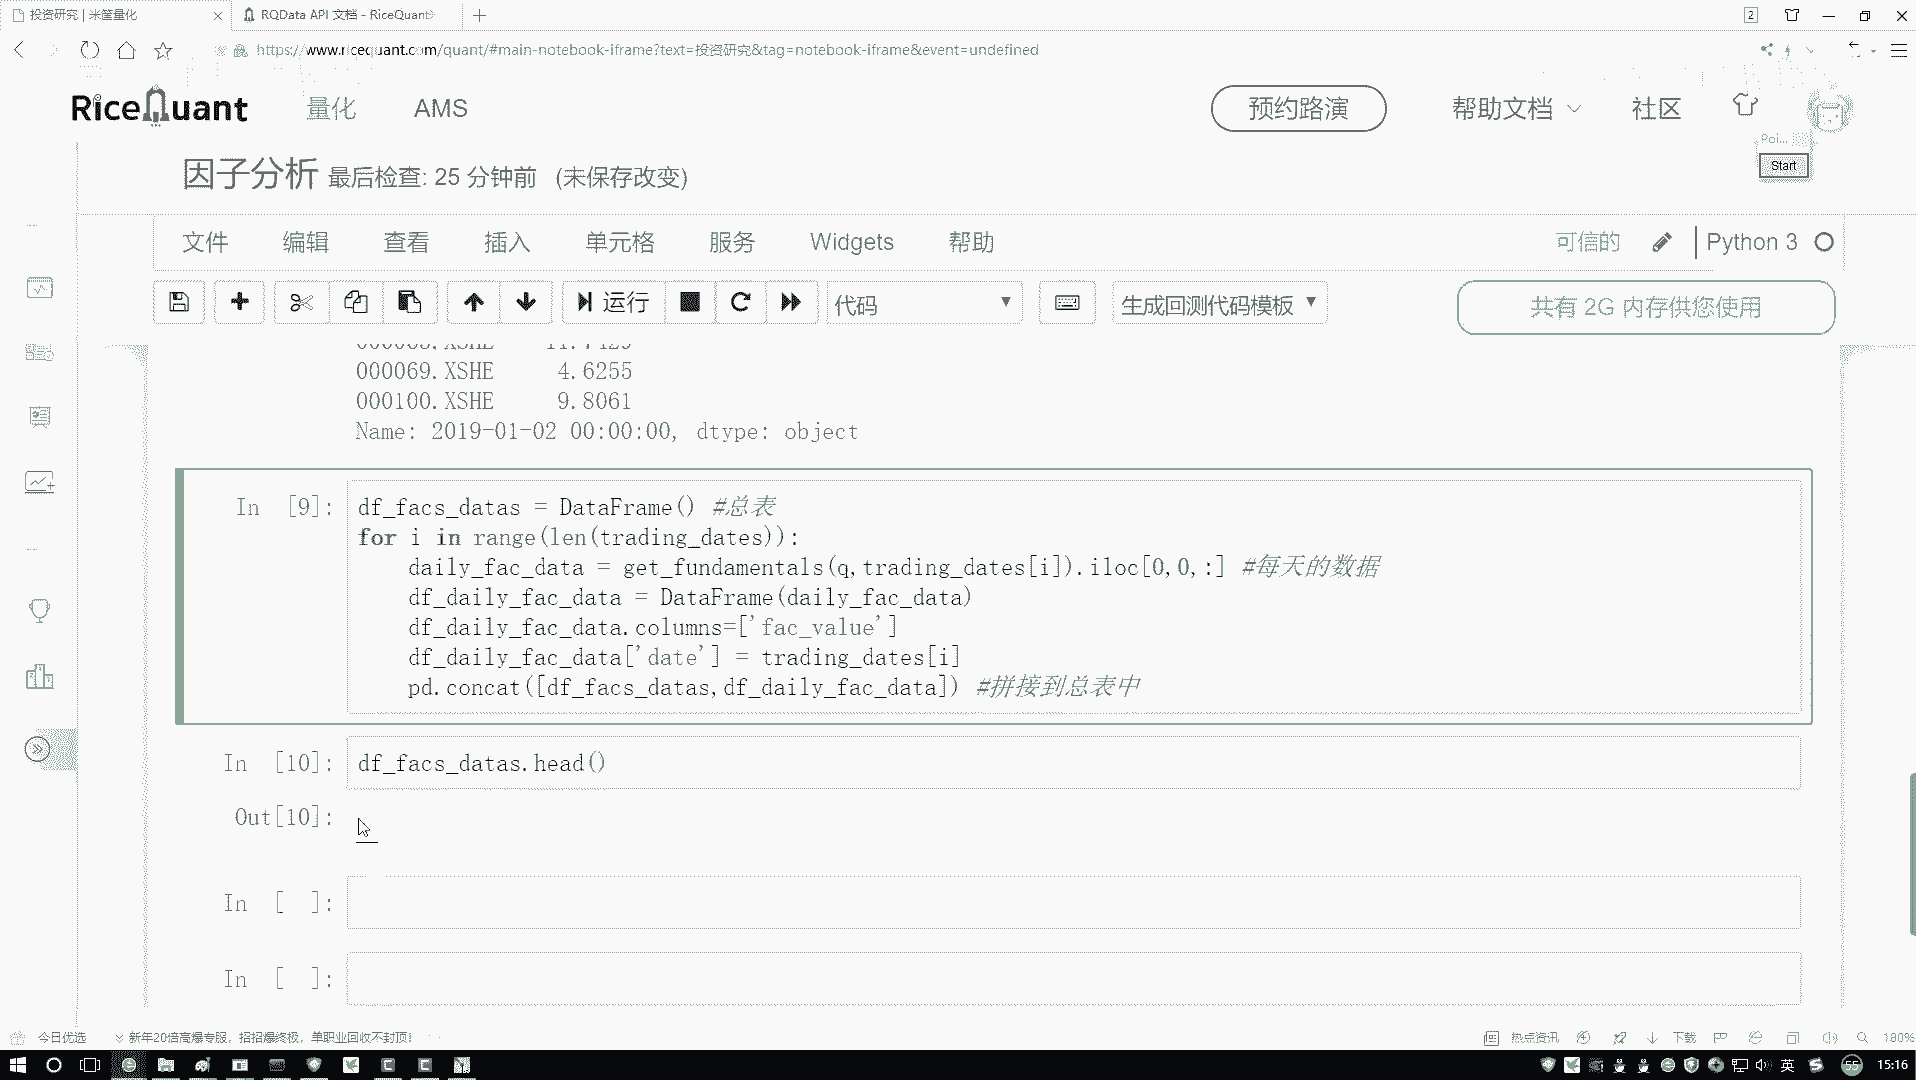 投资研究 | 米筐量化
RQData API 文档 - RiceQuant
2
https://www.ricequant.com/quant/#main-notebook-iframe?text=投资研究&tag=notebook-iframe&event=undefined
RiceQuant
量化
AMS
预约路演
帮助文档
社区
Poi...
Start
因子分析 最后检查: 25 分钟前 (未保存改变)
文件 编辑 查看 插入 单元格 服务 Widgets 帮助
可信的
Python 3
运行
代码
生成回测代码模板
共有 2G 内存供您使用
000069.XSHE 4.6255
000100.XSHE 9.8061
Name: 2019-01-02 00:00:00, dtype: object
In [9]: df_facs_datas = DataFrame() #总表
for i in range(len(trading_dates)):
daily_fac_data = get_fundamentals(q,trading_dates[i]).iloc[0,0,:] #每天的数据
df_daily_fac_data = DataFrame(daily_fac_data)
df_daily_fac_data.columns=['fac_value']
df_daily_fac_data['date'] = trading_dates[i]
pd.concat([df_facs_datas,df_daily_fac_data]) #拼接到总表中
In [10]: df_facs_datas.head()
Out[10]:
In [ ]:
In [ ]:
今日优选
新年20倍高爆专服，招招爆终极，单职业回收不封顶!
热点资讯
下载
180%
英
55
15:16